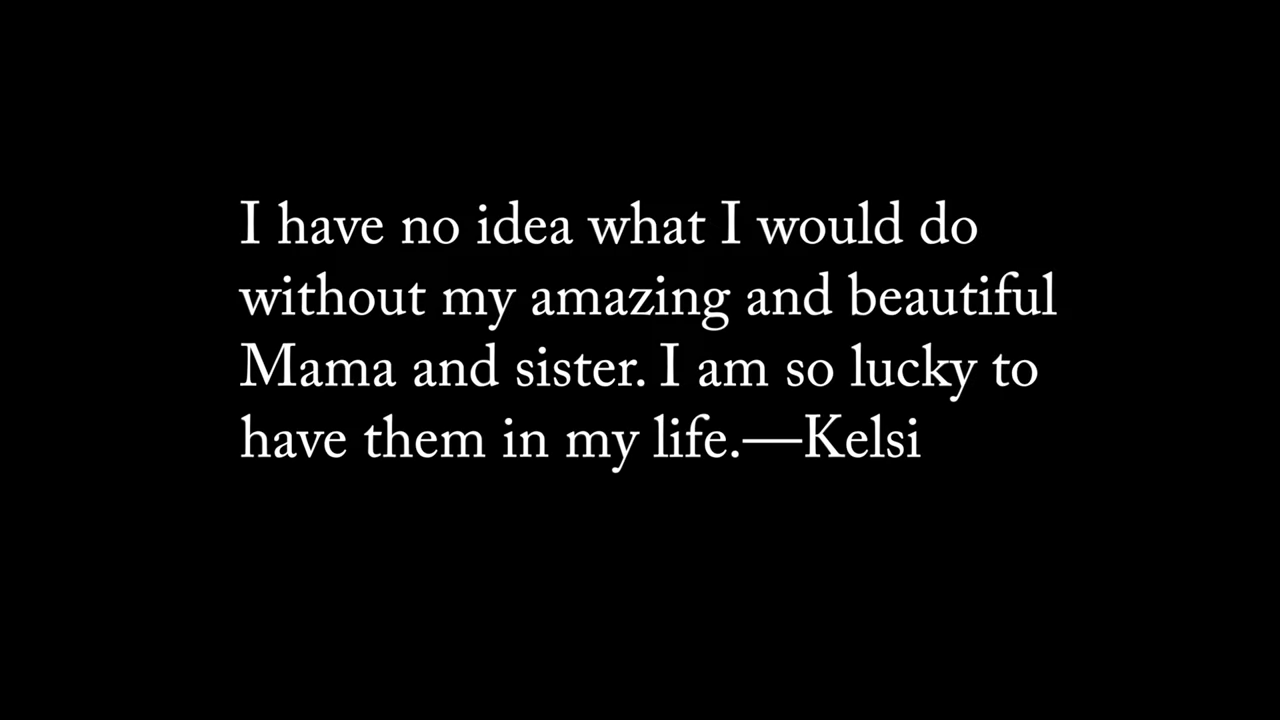 I have no idea what I would do
without my amazing and beautiful
Mama and sister. I am so lucky to
have them in my life.—Kelsi